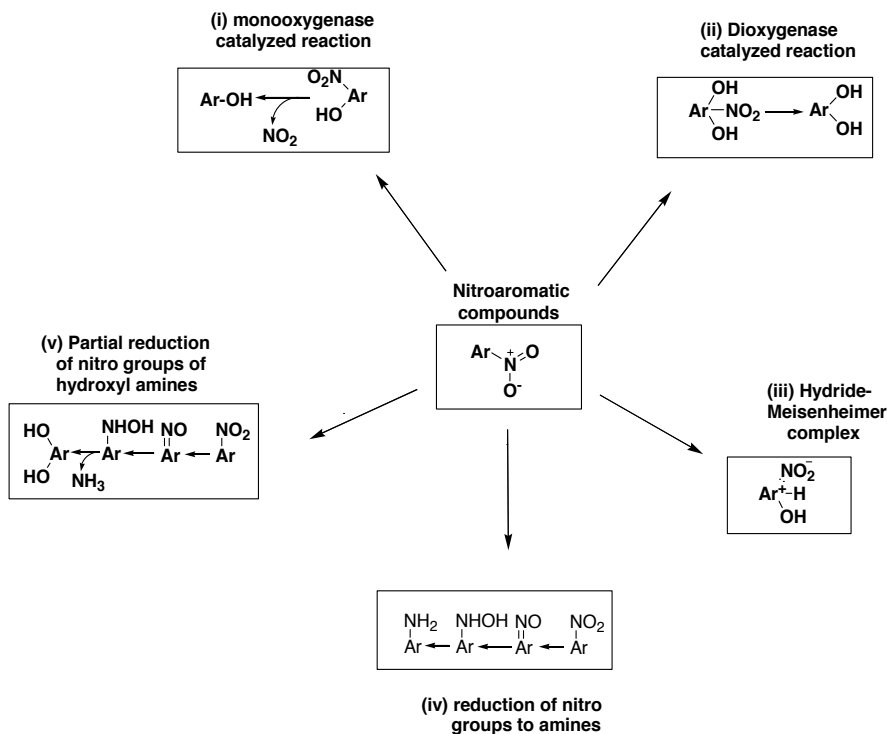 (i) monooxygenase
catalyzed reaction
O2N
Ar-OH
Ar
HO
NO2
(ii) Dioxygenase
catalyzed reaction
OH
Ar
NO2
OH
OH
Ar
OH
Nitroaromatic
compounds
Ar
N
+
O
O-
(iii) Hydride-
Meisenheimer
complex
NO2-
Ar+-H
OH
(v) Partial reduction
of nitro groups of
hydroxyl amines
HO
NHOH
NO
NO2
Ar
Ar
Ar
Ar
HO
NH3
NH2
NHOH
NO
NO2
Ar
Ar
Ar
Ar
(iv) reduction of nitro
groups to amines